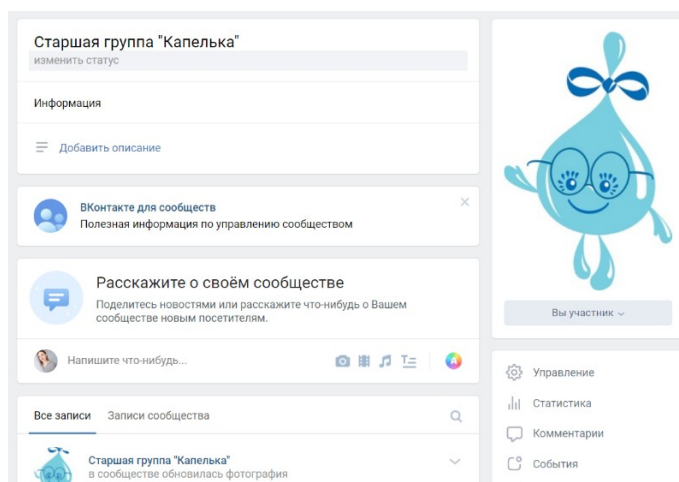 Старшая группа "Капелька"
изменить статус
Информация
Добавить описание
ВКонтакте для сообществ
Полезная информация по управлению сообществом
Расскажите о своём сообществе
Поделитесь новостями или расскажите что-нибудь о Вашем
сообществе новым посетителям.
Напишите что-нибудь...
Все записи Записи сообщества
Старшая группа "Капелька"
в сообществе обновилась фотография
Вы участник
Управление
Статистика
Комментарии
События